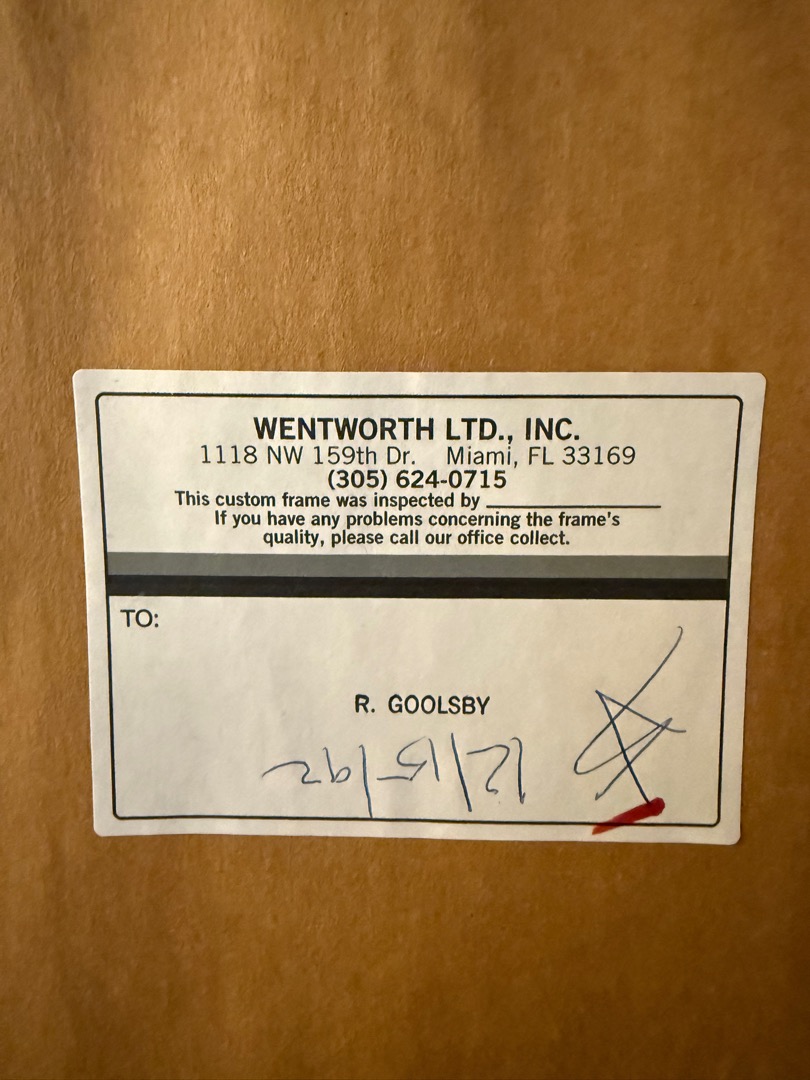 WENTWORTH LTD., INC.
1118 NW 159th Dr. Miami, FL 33169
(305) 624-0715
This custom frame was inspected by
If you have any problems concerning the frame's
quality, please call our office collect.
TO:
R. GOOLSBY
12/15/92